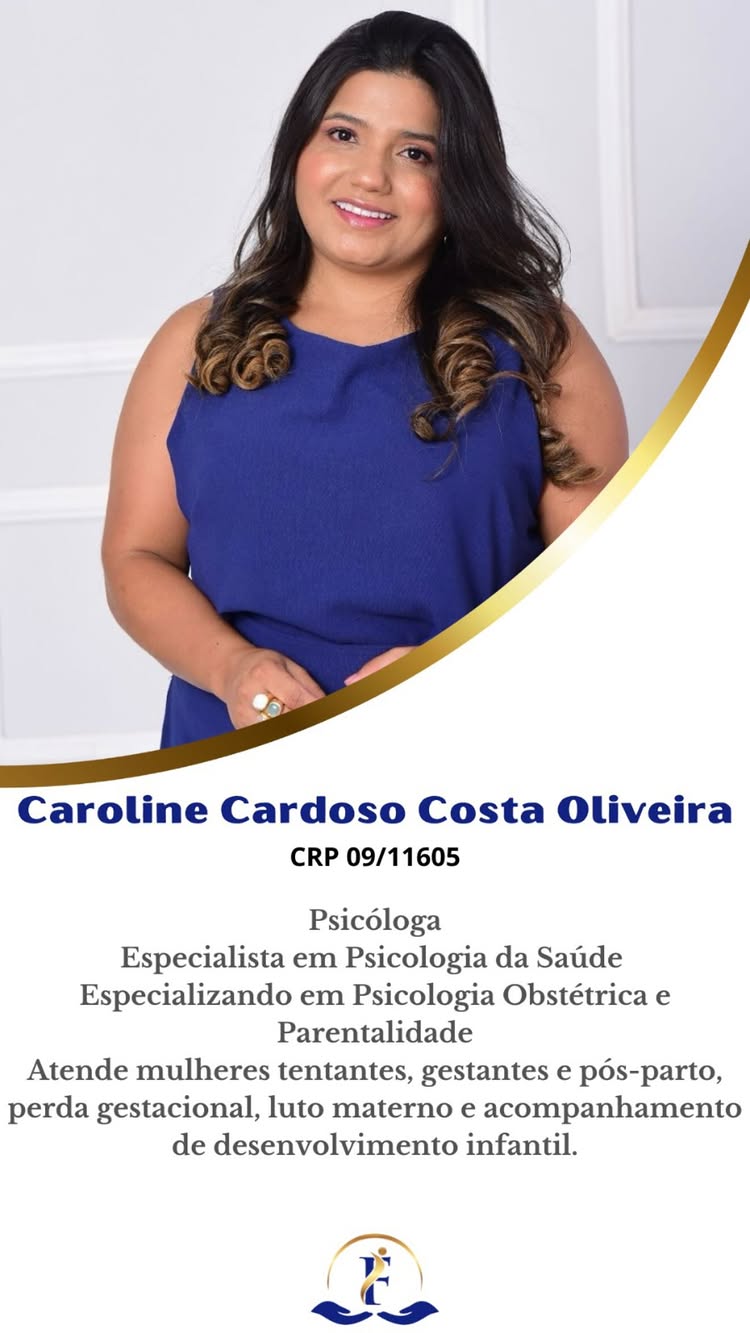 Caroline Cardoso Costa Oliveira
CRP 09/11605
Psicóloga
Especialista em Psicologia da Saúde
Especializando em Psicologia Obstétrica e
Parentalidade
Atende mulheres tentantes, gestantes e pós-parto,
perda gestacional, luto materno e acompanhamento
de desenvolvimento infantil.
F